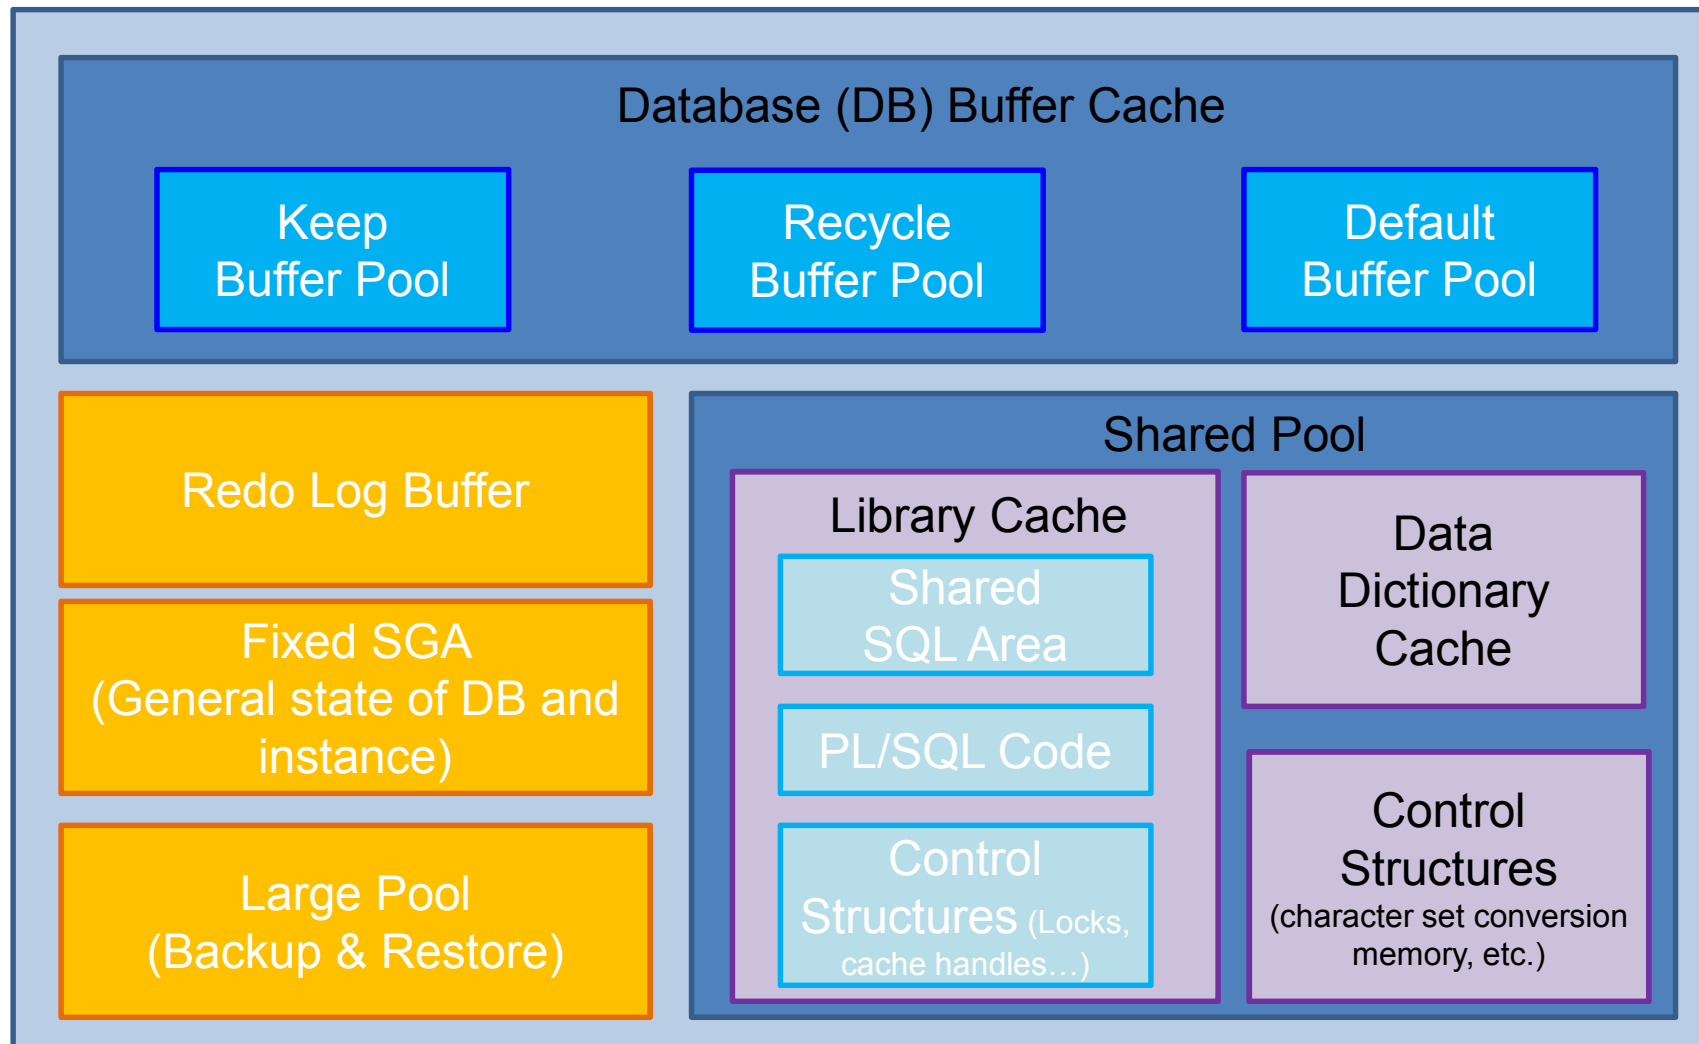 Database (DB) Buffer Cache
Keep
Buffer Pool
Recycle
Buffer Pool
Default
Buffer Pool
Redo Log Buffer
Fixed SGA
(General state of DB and
instance)
Large Pool
(Backup & Restore)
Shared Pool
Library Cache
Shared
SQL Area
PL/SQL Code
Control
Structures (Locks,
cache handles…)
Data
Dictionary
Cache
Control
Structures
(character set conversion
memory, etc.)